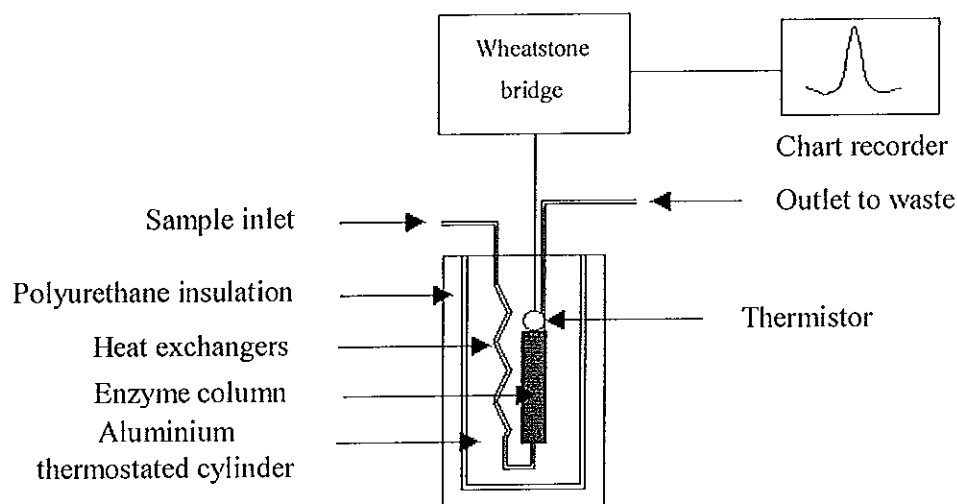 Wheatstone
bridge
Chart recorder
Sample inlet
Outlet to waste
Polyurethane insulation
Thermistor
Heat exchangers
Enzyme column
Aluminium
thermostated cylinder